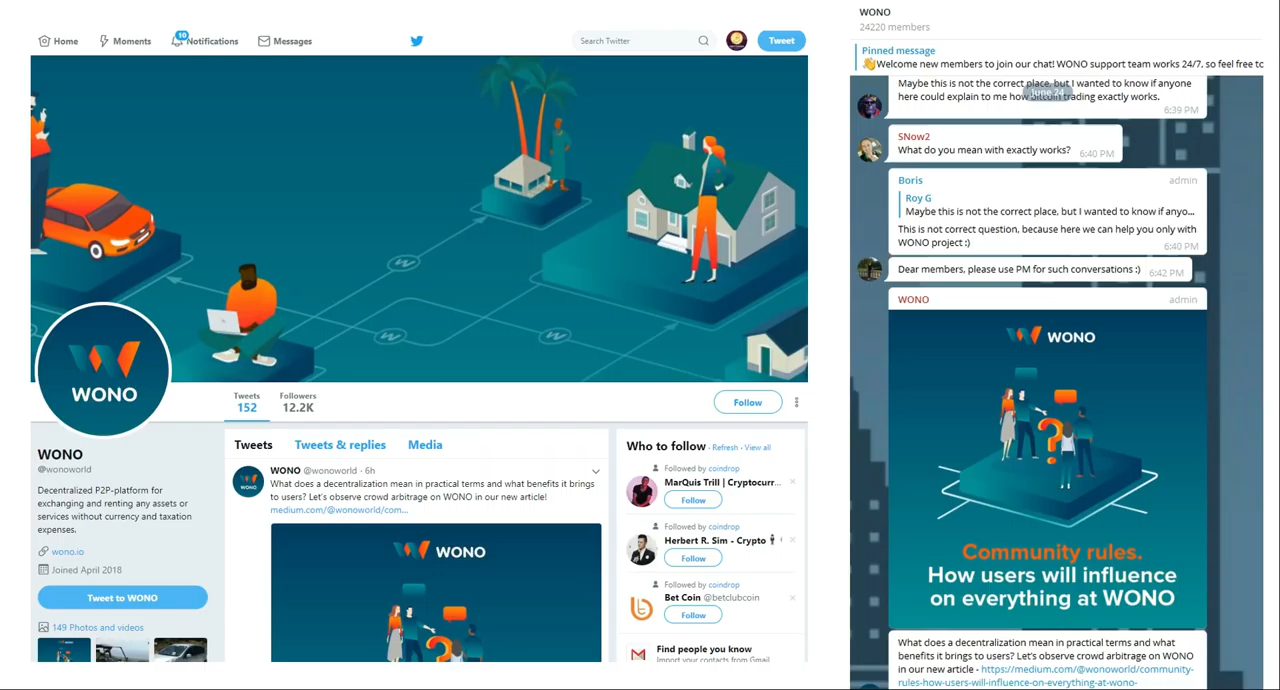 Home
Moments
10
Notifications
Messages
Search Twitter
Tweet
WONO
Tweets
152
Followers
12.2K
Follow
WONO
@wonoworld
Decentralized P2P-platform for
exchanging and renting any assets or
services without currency and taxation
expenses.
wono.io
Joined April 2018
Tweet to WONO
149 Photos and videos
Tweets
Tweets & replies
Media
WONO @wonoworld · 6h
What does a decentralization mean in practical terms and what benefits it brings
to users? Let's observe crowd arbitrage on WONO in our new article!
medium.com/@wonoworld/com...
WONO
Who to follow · Refresh · View all
Followed by coindrop
MarQuis Trill | Cryptocurr...
Follow
Followed by coindrop
Herbert R. Sim - Crypto
Follow
Followed by coindrop
Bet Coin @betclubcoin
Follow
Find people you know
Import your contacts from Gmail
WONO
24220 members
Pinned message
👋Welcome new members to join our chat! WONO support team works 24/7, so feel free to
June 24
Maybe this is not the correct place, but I wanted to know if anyone
here could explain to me how bitcoin trading exactly works.
6:39 PM
SNow2
What do you mean with exactly works?
6:40 PM
Boris
admin
Roy G
Maybe this is not the correct place, but I wanted to know if anyo...
This is not correct question, because here we can help you only with
WONO project :)
6:40 PM
Dear members, please use PM for such conversations :)
6:42 PM
WONO
admin
WONO
Community rules.
How users will influence
on everything at WONO
What does a decentralization mean in practical terms and what
benefits it brings to users? Let's observe crowd arbitrage on WONO
in our new article - https://medium.com/@wonoworld/community-
rules-how-users-will-influence-on-everything-at-wono-